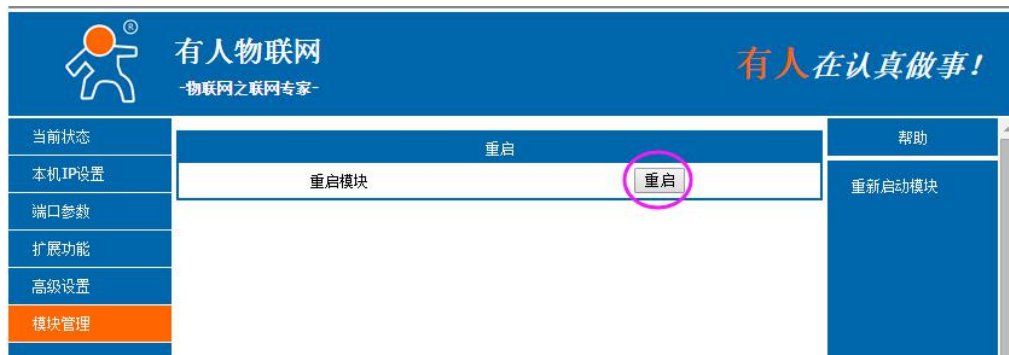 ®
有人物联网
-物联网之联网专家-
有人在认真做事!
当前状态
本机IP设置
端口参数
扩展功能
高级设置
模块管理
重启
重启模块
重启
帮助
重新启动模块